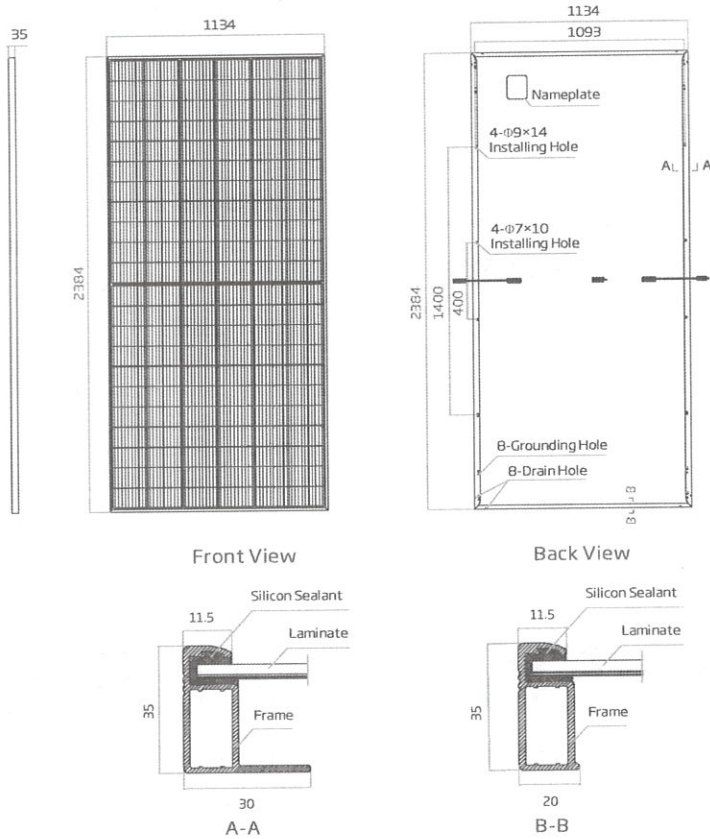 35
1134
2384
Front View
1134
1093
Nameplate
4-Φ9×14
Installing Hole
A
A
4-Φ7×10
Installing Hole
2384
1400
400
8-Grounding Hole
8-Drain Hole
B
B
Back View
Silicon Sealant
11.5
Laminate
35
Frame
30
A-A
Silicon Sealant
11.5
Laminate
35
Frame
20
B-B